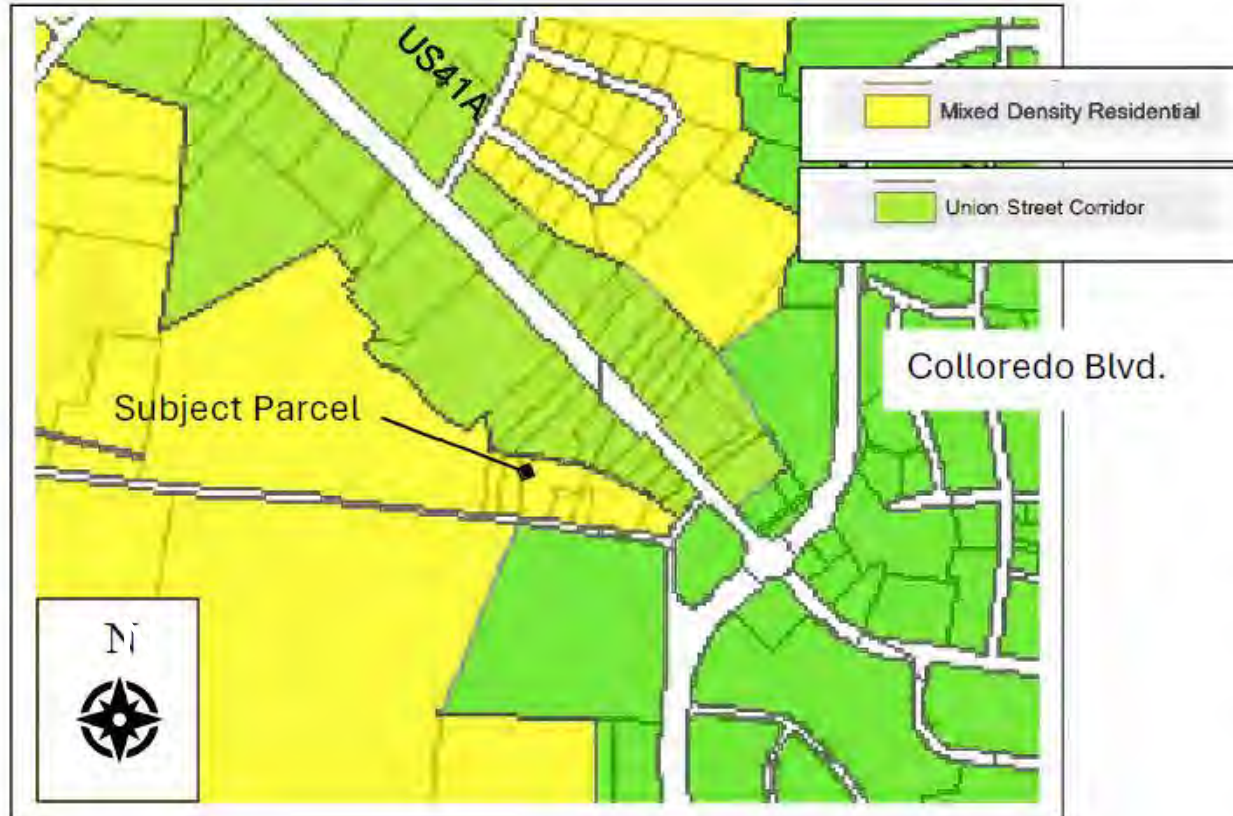 US41A
Mixed Density Residential
Union Street Corridor
Colloredo Blvd.
Subject Parcel
N